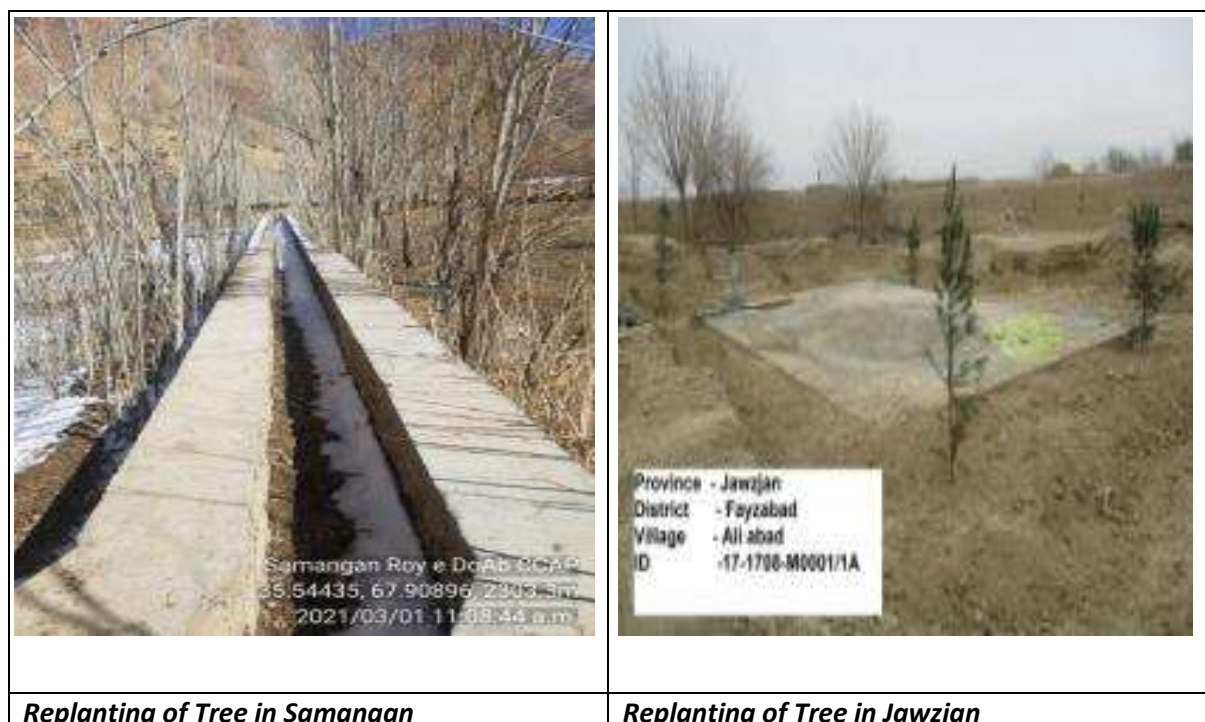 Samangan Roy e DoAb CCAP
35.54435, 67.90896, 2303.3m
2021/03/01 11:08:44 a.m.
Province - Jawzjan
District - Fayzabad
Village - Ali abad
ID -17-1708-M0001/1A
Replanting of Tree in Samangan
Replanting of Tree in Jawzjan